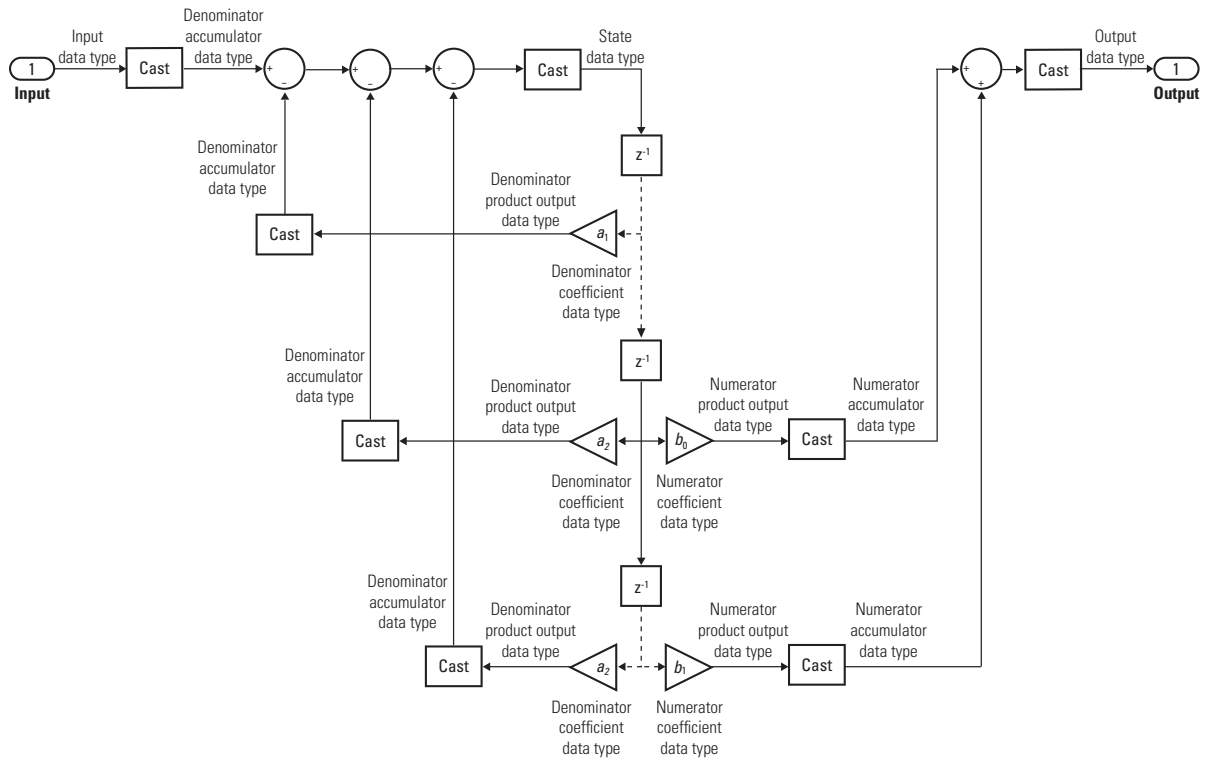 Input
data type
1
Input
Cast
Denominator
accumulator
data type
+
−
+
−
+
−
Cast
State
data type
+
+
Cast
Output
data type
1
Output
z-1
Denominator
accumulator
data type
Cast
Denominator
product output
data type
a1
Denominator
coefficient
data type
z-1
Denominator
accumulator
data type
Cast
Denominator
product output
data type
a2
b0
Numerator
product output
data type
Cast
Numerator
accumulator
data type
Denominator
coefficient
data type
Numerator
coefficient
data type
z-1
Denominator
accumulator
data type
Cast
Denominator
product output
data type
a2
b1
Numerator
product output
data type
Cast
Numerator
accumulator
data type
Denominator
coefficient
data type
Numerator
coefficient
data type